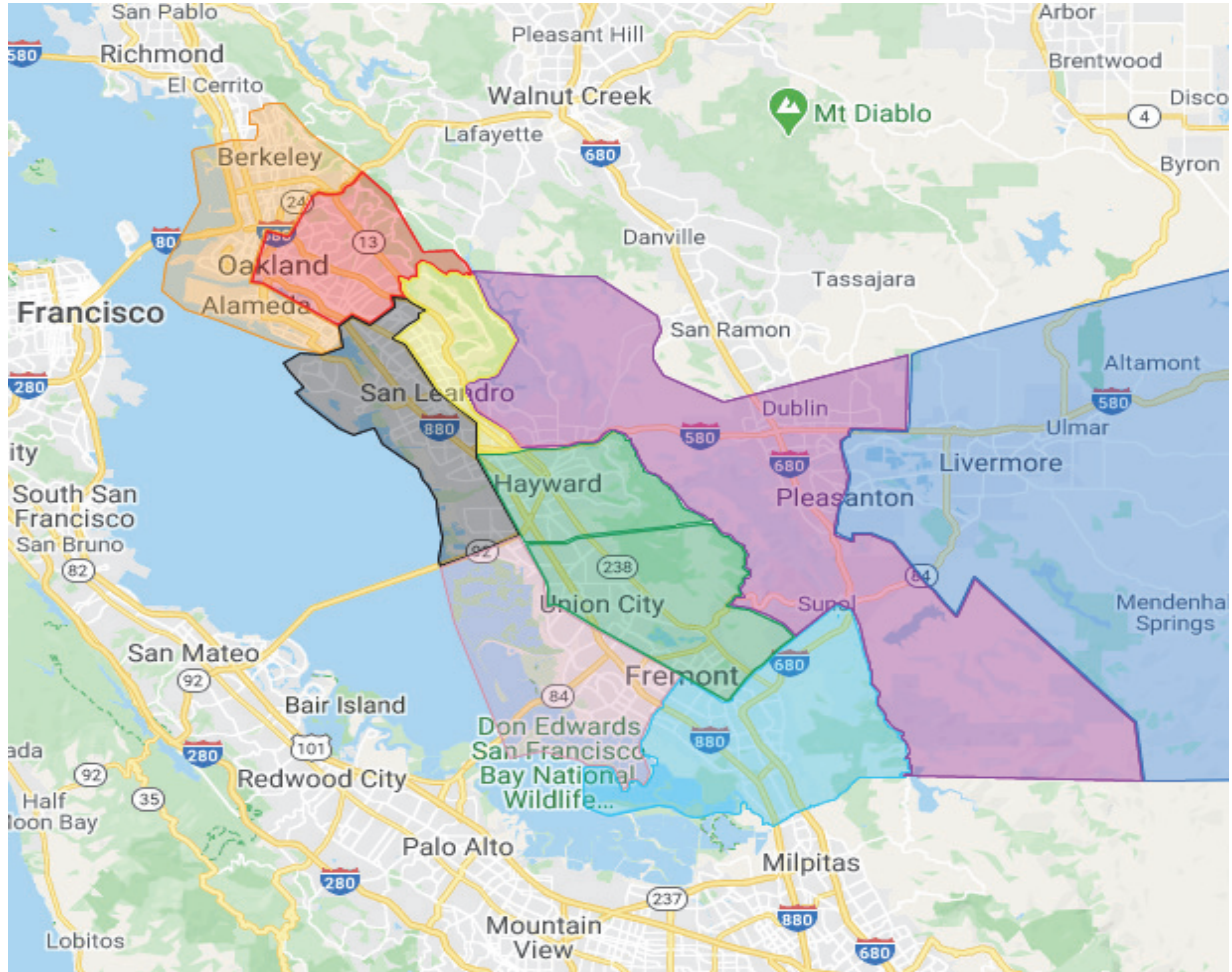 San Pablo
Arbor
580
Richmond
Pleasant Hill
Brentwood
El Cerrito
Walnut Creek
Disco
Mt Diablo
4
Lafayette
680
Berkeley
Byron
24
80
13
Danville
Oakland
Tassajara
Alameda
Francisco
San Ramon
280
Altamont
San Leandro
580
Dublin
880
580
Ulmar
ity
680
Livermore
Hayward
Pleasanton
South San
Francisco
San Bruno
92
82
238
84
Union City
Sunol
Mendenhal
Springs
San Mateo
680
92
Fremont
84
Bair Island
Don Edwards
San Francisco
Bay National
Wildlife...
880
101
280
ada
92
Redwood City
35
Half
Moon Bay
Palo Alto
Milpitas
280
237
Mountain
View
880
680
Lobitos